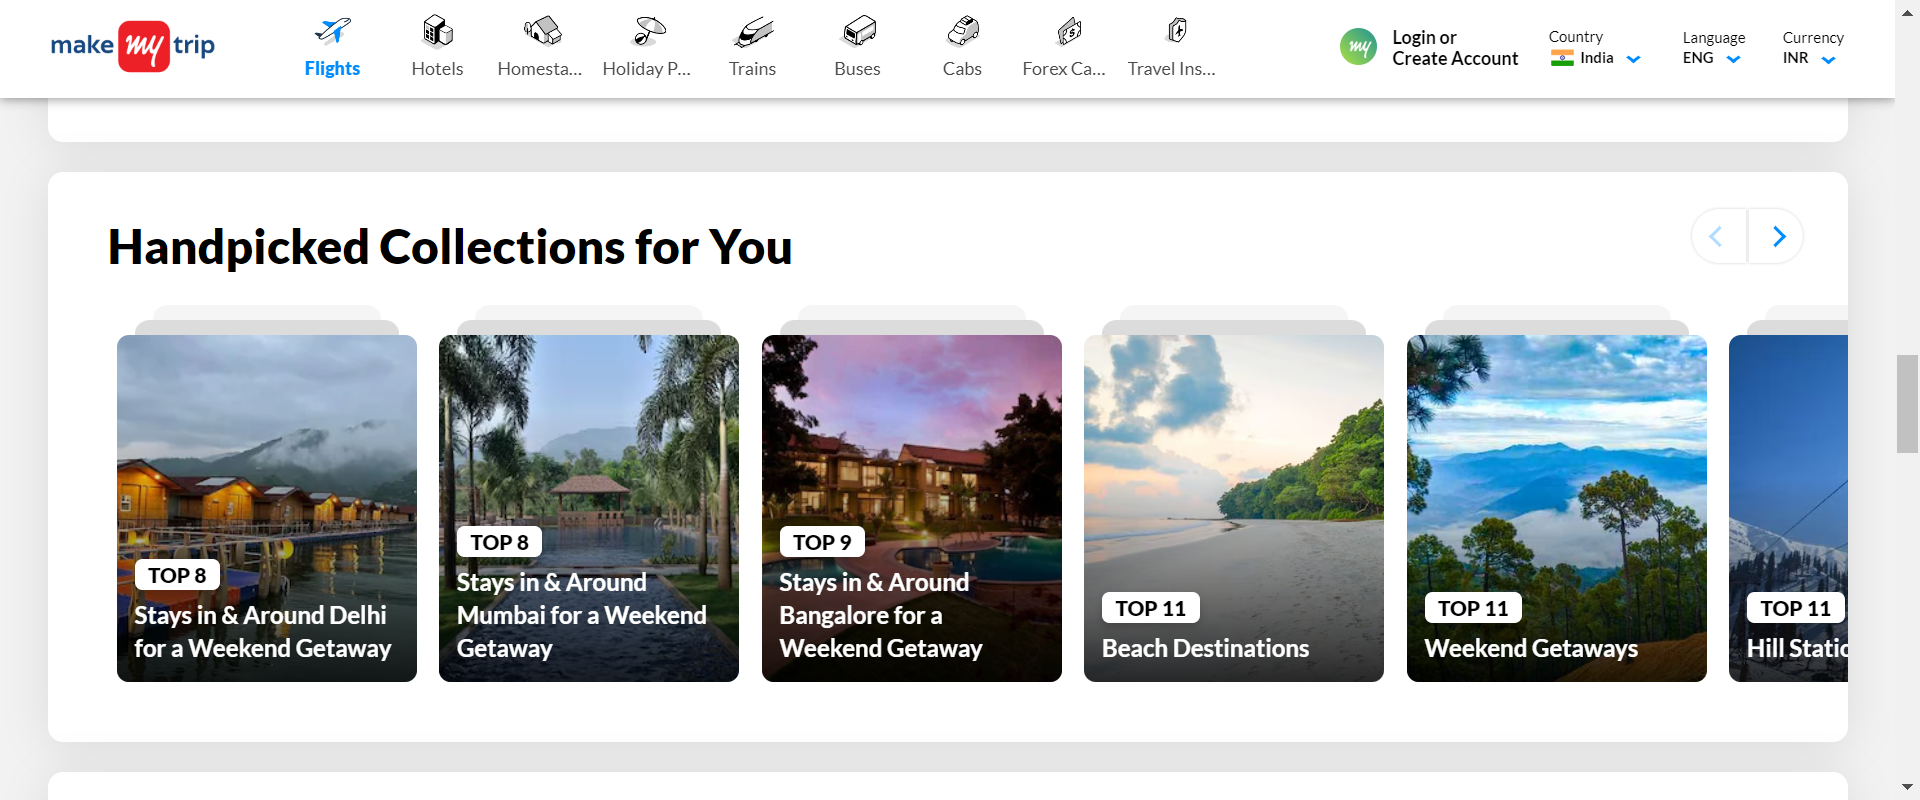 make my trip
Flights
Hotels
Homesta...
Holiday P...
Trains
Buses
Cabs
Forex Ca...
Travel Ins...
my
Login or
Create Account
Country
India
Language
ENG
Currency
INR
Handpicked Collections for You
TOP 8
Stays in & Around Delhi
for a Weekend Getaway
TOP 8
Stays in & Around
Mumbai for a Weekend
Getaway
TOP 9
Stays in & Around
Bangalore for a
Weekend Getaway
TOP 11
Beach Destinations
TOP 11
Weekend Getaways
TOP 11
Hill